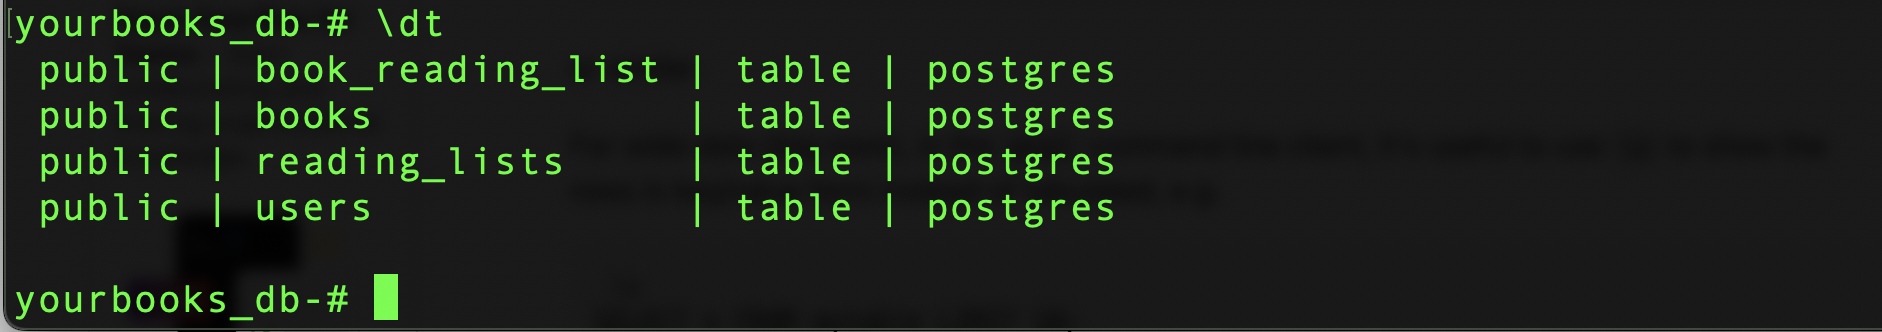 yourbooks_db-# \dt
public | book_reading_list | table | postgres
public | books             | table | postgres
public | reading_lists     | table | postgres
public | users             | table | postgres
yourbooks_db-#